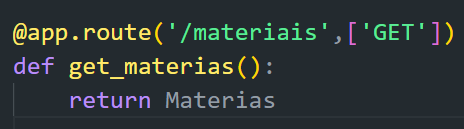 @app.route('/materiais',['GET'])
def get_materias():
    return Materias